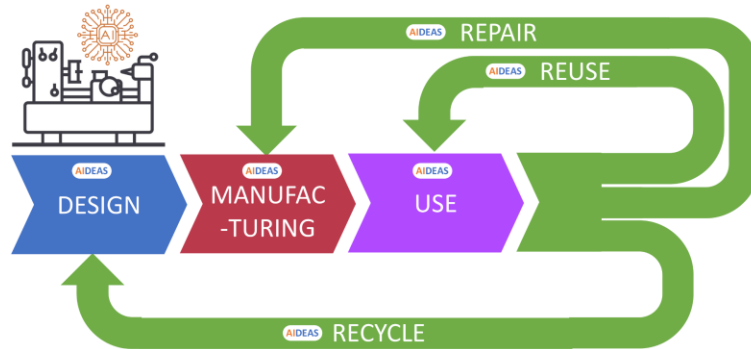 AI
AIDEAS REPAIR
AIDEAS REUSE
AIDEAS
DESIGN
AIDEAS
MANUFAC
-TURING
AIDEAS
USE
AIDEAS RECYCLE